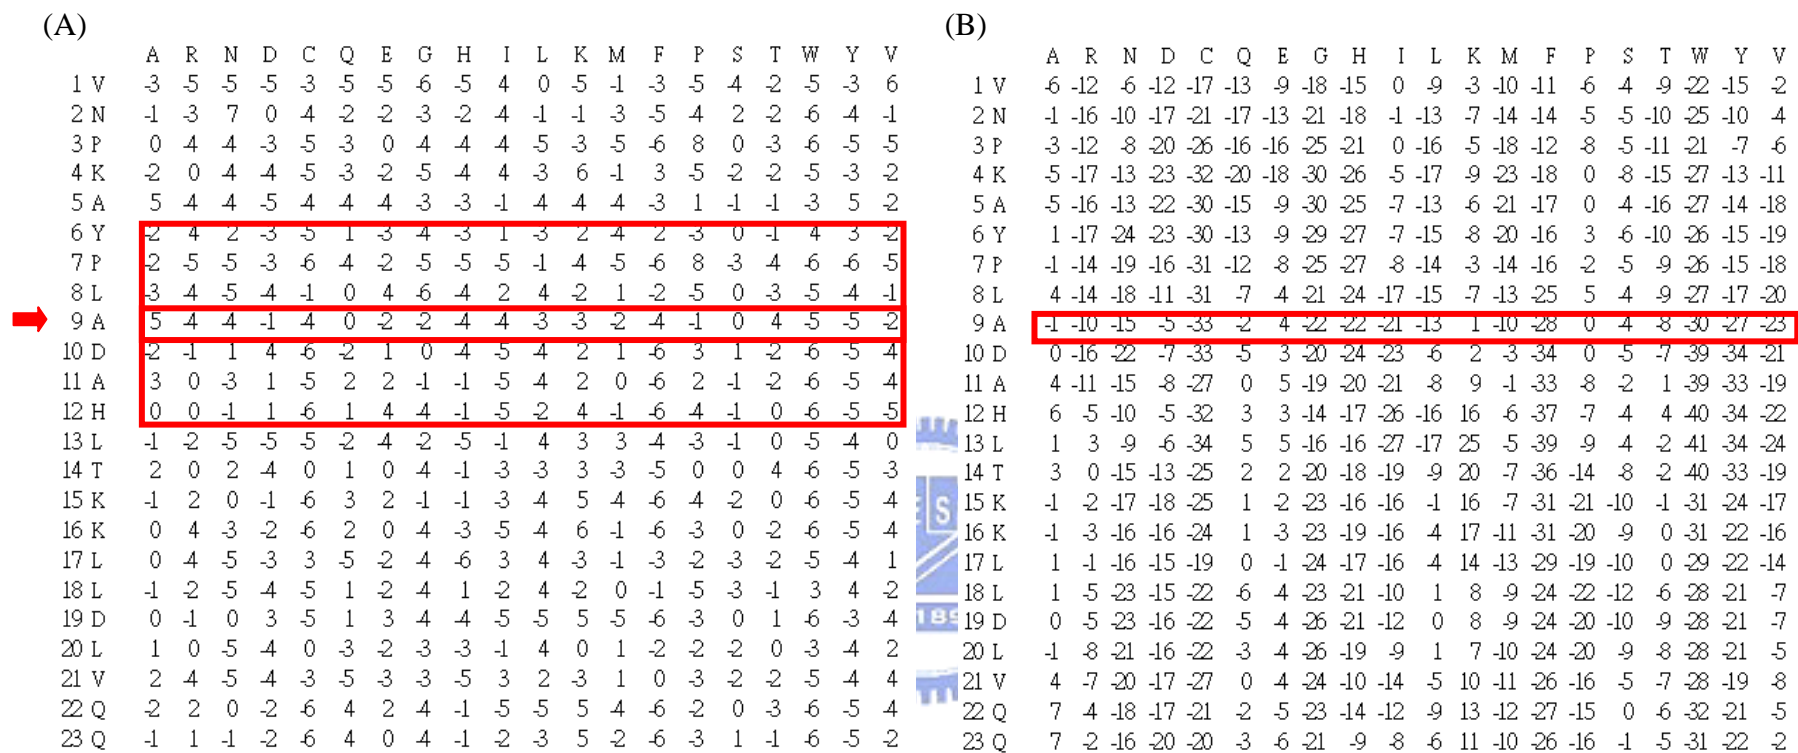 (A)
A R N D C Q E G H I L K M F P S T W Y V
1 V -3 -5 -5 -5 -3 -5 -5 -6 -5 4 0 -5 -1 -3 -5 -4 -2 -5 -3 6
2 N -1 -3 7 0 -4 -2 -2 -3 -2 -4 -1 -1 -3 -5 -4 2 -2 -6 -4 -1
3 P 0 -4 -4 -3 -5 -3 0 -4 -4 -4 -5 -3 -5 -6 8 0 -3 -6 -5 -5
4 K -2 0 -4 -4 -5 -3 -2 -5 -4 -4 -3 6 -1 3 -5 -2 -2 -5 -3 -2
5 A 5 -4 -4 -5 -4 -4 -4 -3 -3 -1 -4 -4 -4 -3 1 -1 -1 -3 5 -2
6 Y -2 4 2 -3 -5 1 -3 -4 -3 1 -3 2 -4 2 -3 0 -1 4 3 -2
7 P -2 -5 -5 -3 -6 -4 -2 -5 -5 -5 -1 -4 -5 -6 8 -3 -4 -6 -6 -5
8 L -3 -4 -5 -4 -1 0 4 -6 -4 2 4 -2 1 -2 -5 0 -3 -5 -4 -1
9 A 5 -4 -4 -1 -4 0 -2 -2 -4 -4 -3 -3 -2 -4 -1 0 4 -5 -5 -2
10 D -2 -1 1 4 -6 -2 1 0 -4 -5 -4 2 1 -6 3 1 -2 -6 -5 -4
11 A 3 0 -3 1 -5 2 2 -1 -1 -5 -4 2 0 -6 2 -1 -2 -6 -5 -4
12 H 0 0 -1 1 -6 1 4 -4 -1 -5 -2 4 -1 -6 -4 -1 0 -6 -5 -5
13 L -1 -2 -5 -5 -5 -2 -4 -2 -5 -1 4 3 3 -4 -3 -1 0 -5 -4 0
14 T 2 0 2 -4 0 1 0 -4 -1 -3 -3 3 -3 -5 0 0 4 -6 -5 -3
15 K -1 2 0 -1 -6 3 2 -1 -1 -3 -4 5 -4 -6 -4 -2 0 -6 -5 -4
16 K 0 4 -3 -2 -6 2 0 -4 -3 -5 -4 6 -1 -6 -3 0 -2 -6 -5 -4
17 L 0 -4 -5 -3 3 -5 -2 -4 -6 3 4 -3 -1 -3 -2 -3 -2 -5 -4 1
18 L -1 -2 -5 -4 -5 1 -2 -4 1 -2 4 -2 0 -1 -5 -3 -1 3 4 -2
19 D 0 -1 0 3 -5 1 3 -4 -4 -5 -5 5 -5 -6 -3 0 1 -6 -3 -4
20 L 1 0 -5 -4 0 -3 -2 -3 -3 -1 4 0 1 -2 -2 -2 0 -3 -4 2
21 V 2 -4 -5 -4 -3 -5 -3 -3 -5 3 2 -3 1 0 -3 -2 -2 -5 -4 4
22 Q -2 2 0 -2 -6 4 2 -4 -1 -5 -5 5 -4 -6 -2 0 -3 -6 -5 -4
23 Q -1 1 -1 -2 -6 4 0 -4 -1 -2 -3 5 -2 -6 -3 1 -1 -6 -5 -2
(B)
A R N D C Q E G H I L K M F P S T W Y V
1 V -6 -12 -6 -12 -17 -13 -9 -18 -15 0 -9 -3 -10 -11 -6 -4 -9 -22 -15 -2
2 N -1 -16 -10 -17 -21 -17 -13 -21 -18 -1 -13 -7 -14 -14 -5 -5 -10 -25 -10 -4
3 P -3 -12 -8 -20 -26 -16 -16 -25 -21 0 -16 -5 -18 -12 -8 -5 -11 -21 -7 -6
4 K -5 -17 -13 -23 -32 -20 -18 -30 -26 -5 -17 -9 -23 -18 0 -8 -15 -27 -13 -11
5 A -5 -16 -13 -22 -30 -15 -9 -30 -25 -7 -13 -6 -21 -17 0 -4 -16 -27 -14 -18
6 Y 1 -17 -24 -23 -30 -13 -9 -29 -27 -7 -15 -8 -20 -16 3 -6 -10 -26 -15 -19
7 P -1 -14 -19 -16 -31 -12 -8 -25 -27 -8 -14 -3 -14 -16 -2 -5 -9 -26 -15 -18
8 L 4 -14 -18 -11 -31 -7 -4 -21 -24 -17 -15 -7 -13 -25 5 -4 -9 -27 -17 -20
9 A -1 -10 -15 -5 -33 -2 4 -22 -22 -21 -13 1 -10 -28 0 -4 -8 -30 -27 -23
10 D 0 -16 -22 -7 -33 -5 3 -20 -24 -23 -6 2 -3 -34 0 -5 -7 -39 -34 -21
11 A 4 -11 -15 -8 -27 0 5 -19 -20 -21 -8 9 -1 -33 -8 -2 1 -39 -33 -19
12 H 6 -5 -10 -5 -32 3 3 -14 -17 -26 -16 16 -6 -37 -7 -4 4 -40 -34 -22
13 L 1 3 -9 -6 -34 5 5 -16 -16 -27 -17 25 -5 -39 -9 -4 -2 -41 -34 -24
14 T 3 0 -15 -13 -25 2 2 -20 -18 -19 -9 20 -7 -36 -14 -8 -2 -40 -33 -19
15 K -1 -2 -17 -18 -25 1 -2 -23 -16 -16 -1 16 -7 -31 -21 -10 -1 -31 -24 -17
16 K -1 -3 -16 -16 -24 1 -3 -23 -19 -16 -4 17 -11 -31 -20 -9 0 -31 -22 -16
17 L 1 -1 -16 -15 -19 0 -1 -24 -17 -16 -4 14 -13 -29 -19 -10 0 -29 -22 -14
18 L 1 -5 -23 -15 -22 -6 -4 -23 -21 -10 1 8 -9 -24 -22 -12 -6 -28 -21 -7
19 D 0 -5 -23 -16 -22 -5 -4 -26 -21 -12 0 8 -9 -24 -20 -10 -9 -28 -21 -7
20 L -1 -8 -21 -16 -22 -3 -4 -26 -19 -9 1 7 -10 -24 -20 -9 -8 -28 -21 -5
21 V 4 -7 -20 -17 -27 0 -4 -24 -10 -14 -5 10 -11 -26 -16 -5 -7 -28 -19 -8
22 Q 7 -4 -18 -17 -21 -2 -5 -23 -14 -12 -9 13 -12 -27 -15 0 -6 -32 -21 -5
23 Q 7 -2 -16 -20 -20 -3 -6 -21 -9 -8 -6 11 -10 -26 -16 -1 -5 -31 -22 -2